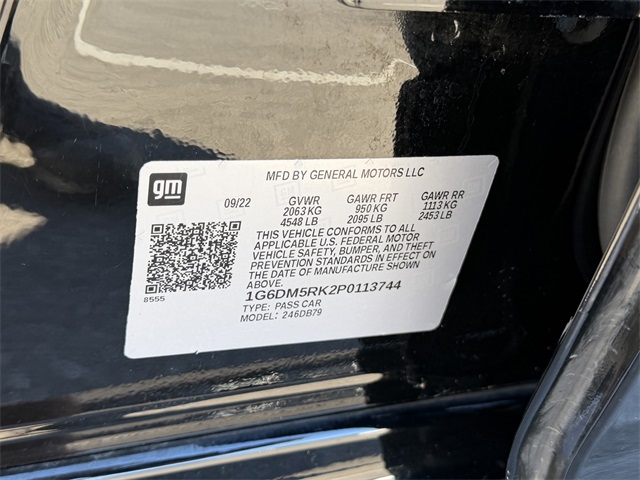 gm
MFD BY GENERAL MOTORS LLC
09/22 GVWR GAWR FRT GAWR RR
2063 KG 950 KG 1113 KG
4548 LB 2095 LB 2453 LB
THIS VEHICLE CONFORMS TO ALL
APPLICABLE U.S. FEDERAL MOTOR
VEHICLE SAFETY, BUMPER, AND THEFT
PREVENTION STANDARDS IN EFFECT ON
THE DATE OF MANUFACTURE SHOWN
ABOVE.
8555
1G6DM5RK2P0113744
TYPE: PASS CAR
MODEL: 246DB79